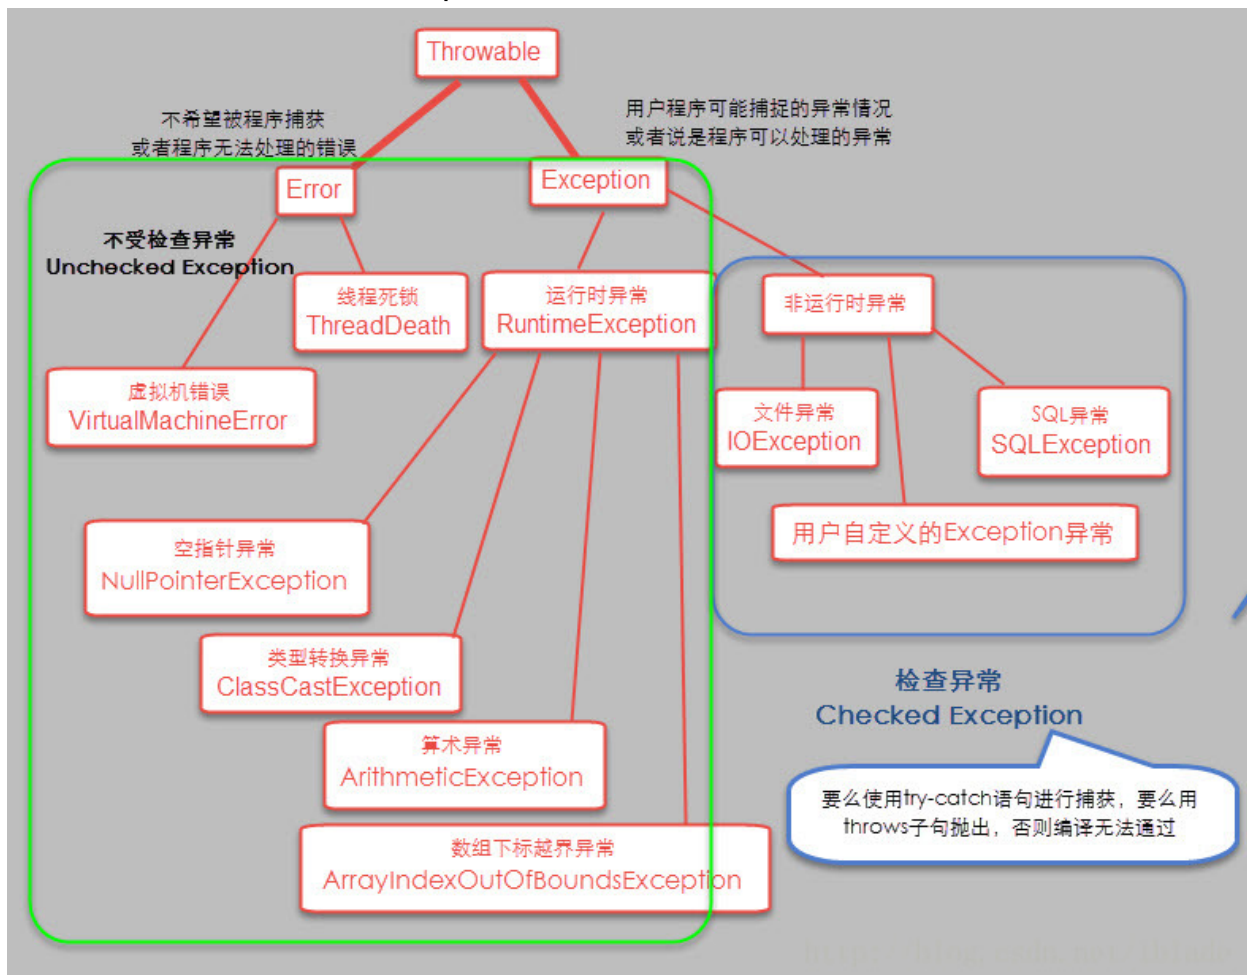 Throwable
不希望被程序捕获
或者程序无法处理的错误
用户程序可能捕捉的异常情况
或者说是程序可以处理的异常
Error
Exception
不受检查异常
Unchecked Exception
线程死锁
ThreadDeath
运行时异常
RuntimeException
非运行时异常
虚拟机错误
VirtualMachineError
文件异常
IOException
SQL异常
SQLException
用户自定义的Exception异常
空指针异常
NullPointerException
类型转换异常
ClassCastException
检查异常
Checked Exception
算术异常
ArithmeticException
要么使用try-catch语句进行捕获，要么用
throws子句抛出，否则编译无法通过
数组下标越界异常
ArrayIndexOutOfBoundsException